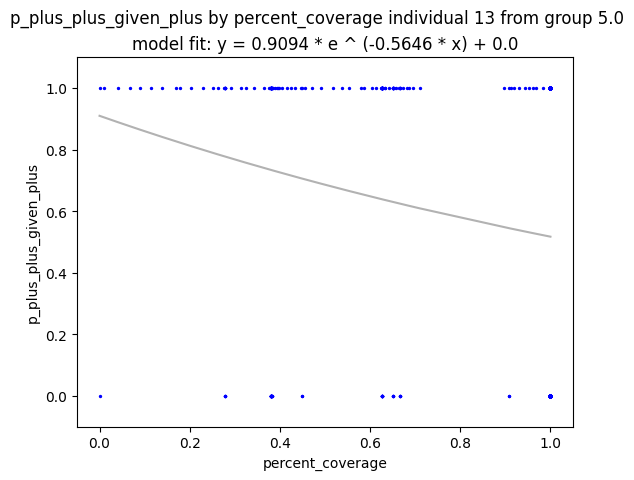 p_plus_plus_given_plus by percent_coverage individual 13 from group 5.0
model fit: y = 0.9094 * e ^ (-0.5646 * x) + 0.0
p_plus_plus_given_plus
1.0
0.8
0.6
0.4
0.2
0.0
0.0 0.2 0.4 0.6 0.8 1.0
percent_coverage